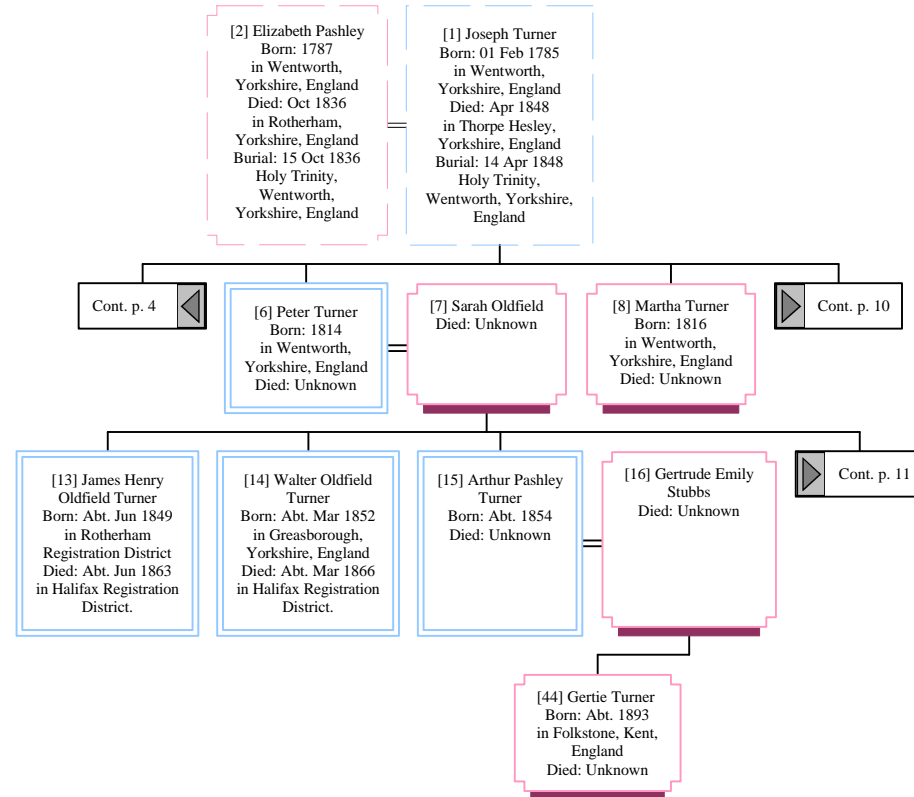 [2] Elizabeth Pashley
Born: 1787
in Wentworth,
Yorkshire, England
Died: Oct 1836
in Rotherham,
Yorkshire, England
Burial: 15 Oct 1836
Holy Trinity,
Wentworth,
Yorkshire, England
[1] Joseph Turner
Born: 01 Feb 1785
in Wentworth,
Yorkshire, England
Died: Apr 1848
in Thorpe Hesley,
Yorkshire, England
Burial: 14 Apr 1848
Holy Trinity,
Wentworth, Yorkshire,
England
Cont. p. 4
[6] Peter Turner
Born: 1814
in Wentworth,
Yorkshire, England
Died: Unknown
[7] Sarah Oldfield
Died: Unknown
[8] Martha Turner
Born: 1816
in Wentworth,
Yorkshire, England
Died: Unknown
Cont. p. 10
[13] James Henry
Oldfield Turner
Born: Abt. Jun 1849
in Rotherham
Registration District
Died: Abt. Jun 1863
in Halifax Registration
District.
[14] Walter Oldfield
Turner
Born: Abt. Mar 1852
in Greasborough,
Yorkshire, England
Died: Abt. Mar 1866
in Halifax Registration
District.
[15] Arthur Pashley
Turner
Born: Abt. 1854
Died: Unknown
[16] Gertrude Emily
Stubbs
Died: Unknown
Cont. p. 11
[44] Gertie Turner
Born: Abt. 1893
in Folkstone, Kent,
England
Died: Unknown